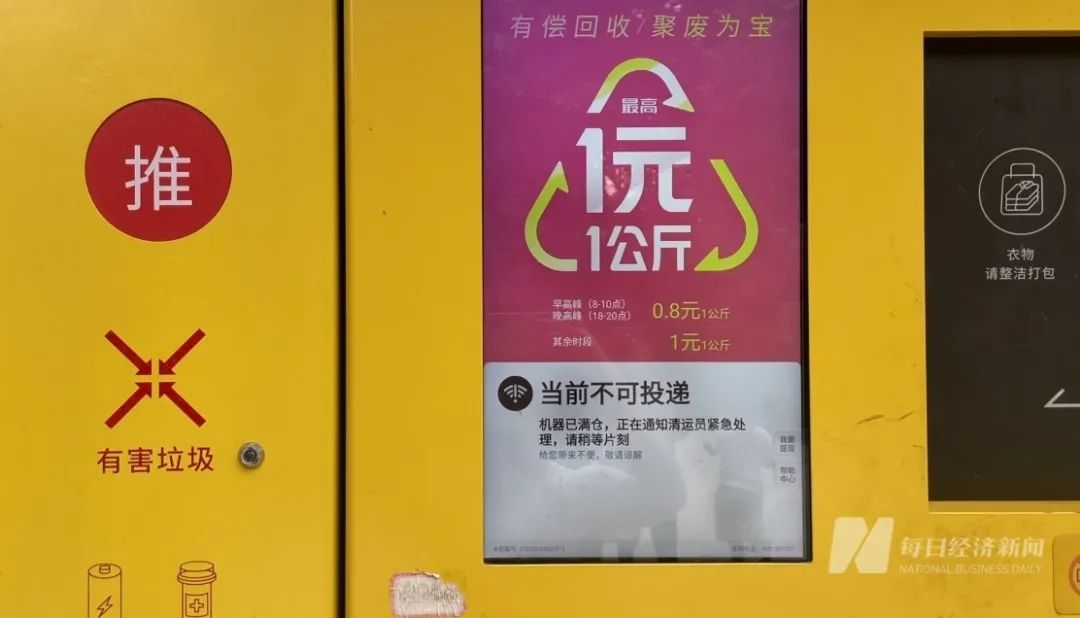 推
有害垃圾
有偿回收/聚废为宝
最高
1元
1公斤
早高峰（8-10点）
晚高峰（18-20点）
0.8元1公斤
其余时段
1元1公斤
当前不可投递
机器已满仓，正在通知清运员紧急处
理，请稍等片刻
给您带来不便，敬请谅解
我要
提现
帮助
中心
衣物
请整洁打包
每日经济新闻
NATIONAL BUSINESS DAILY